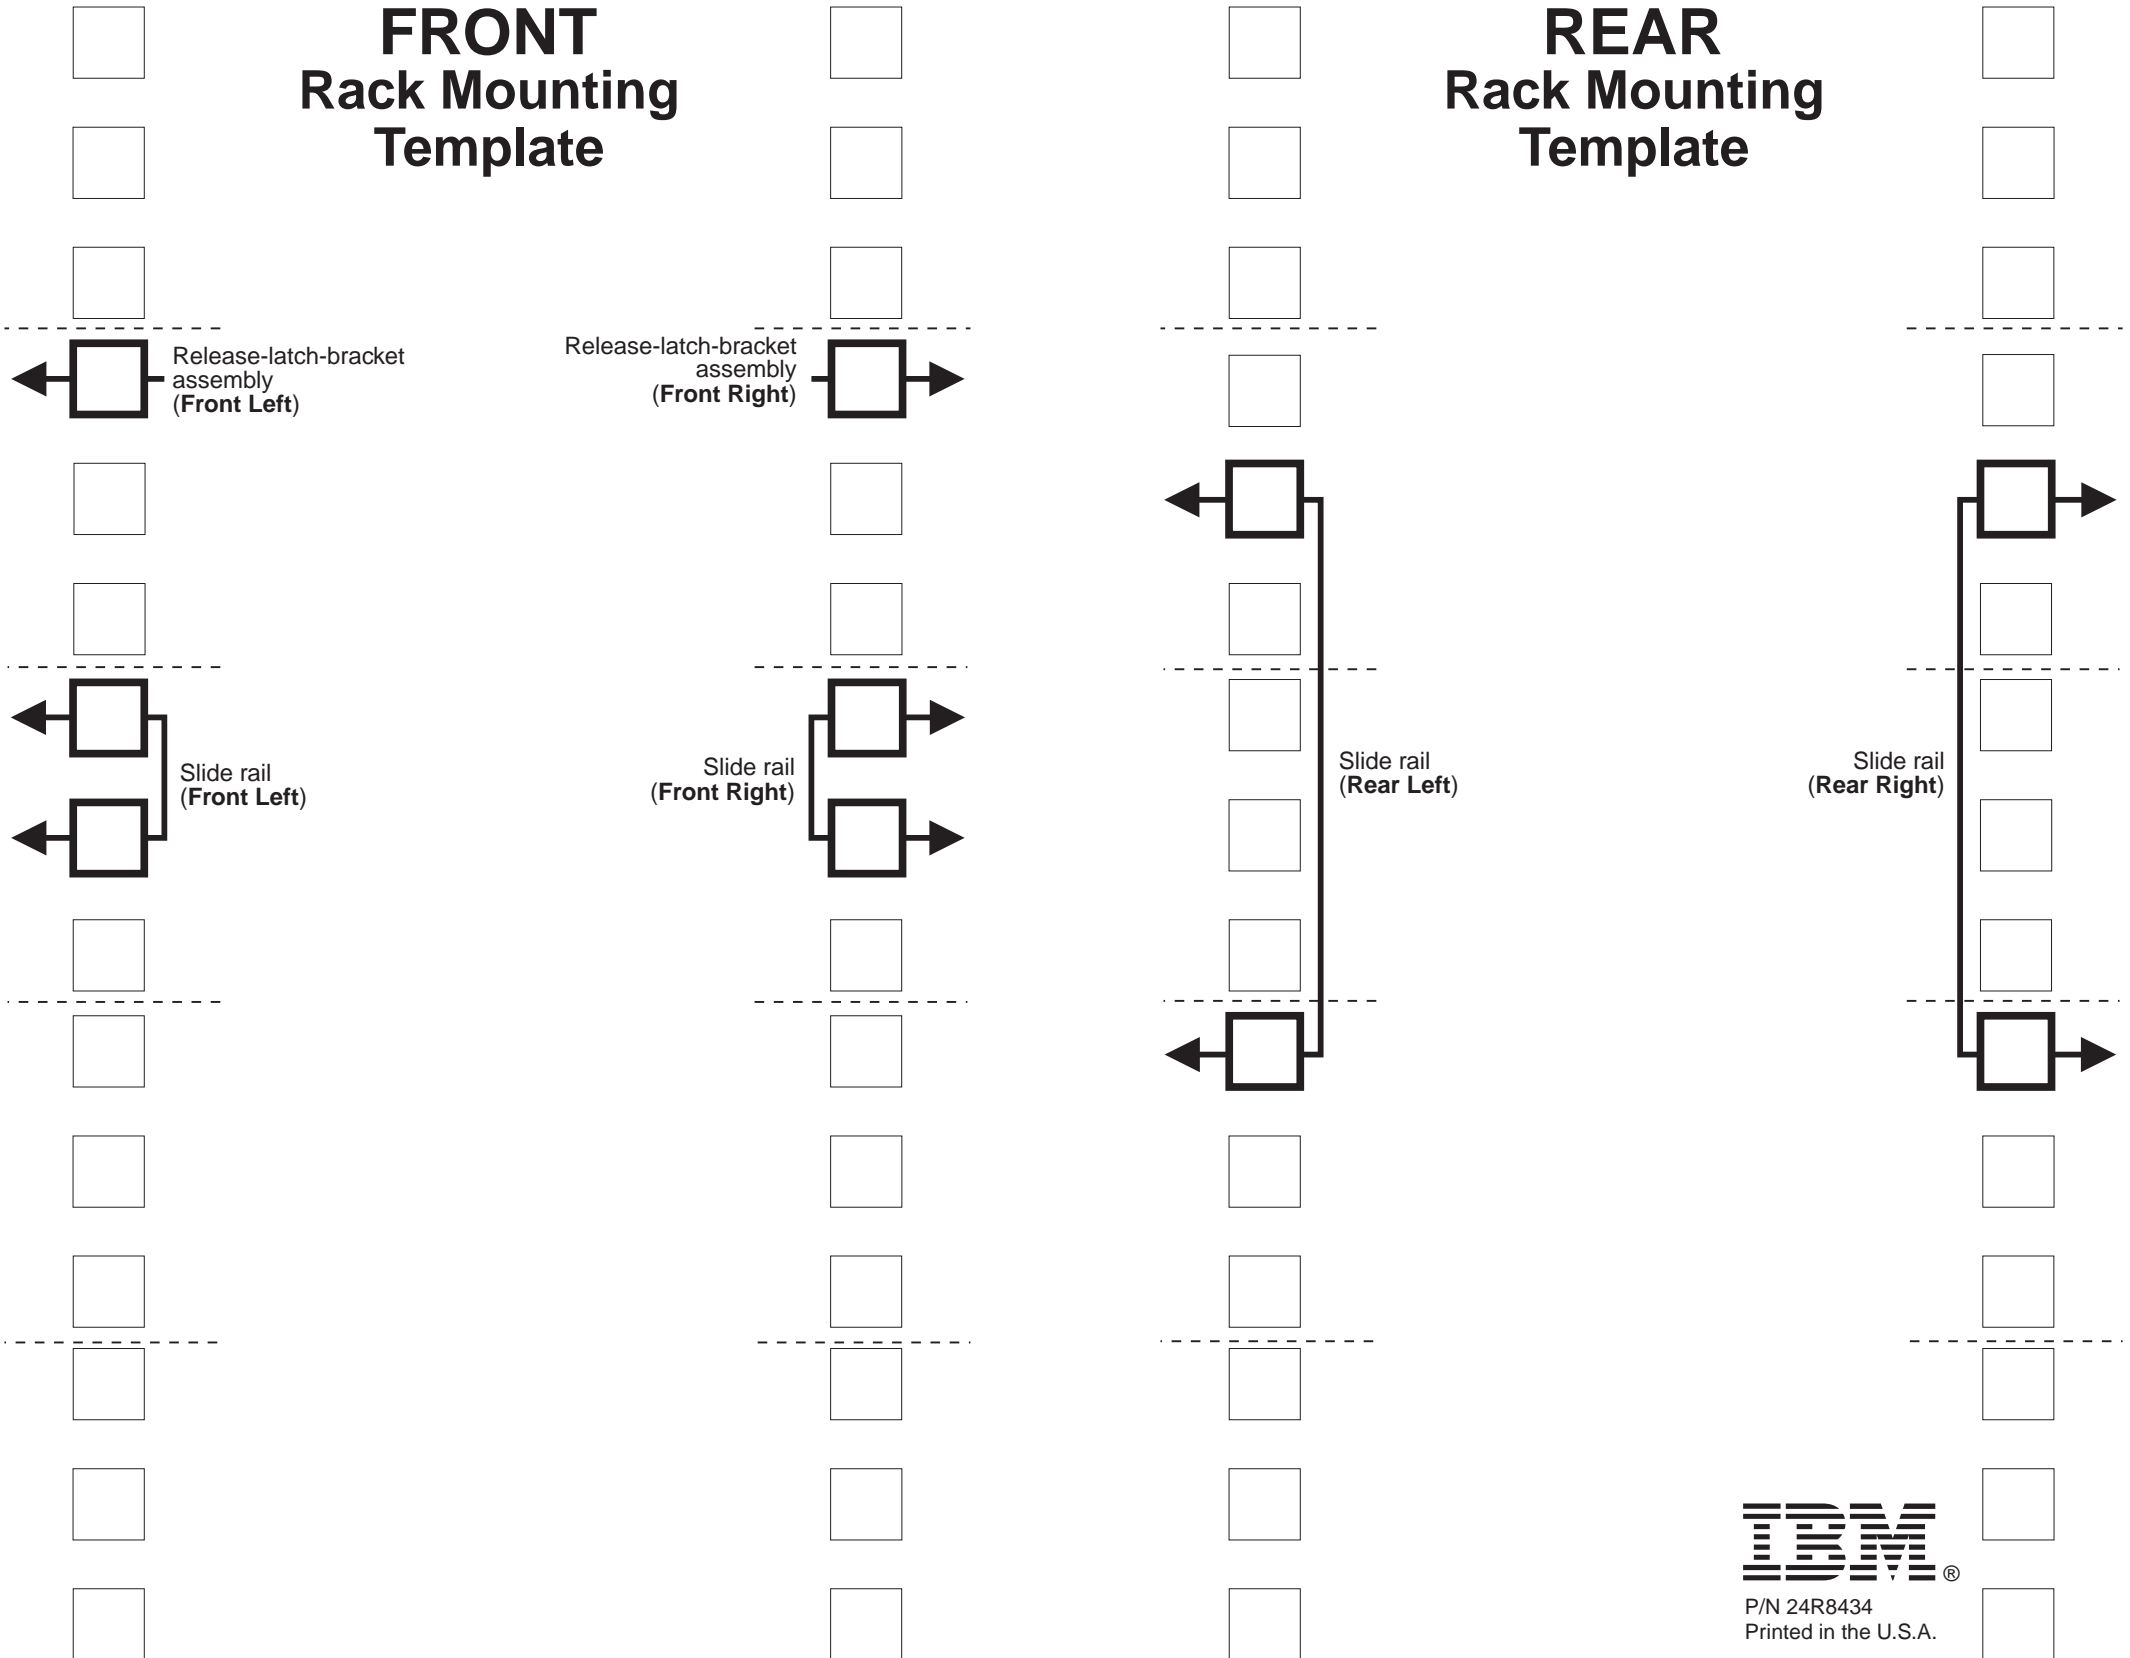 FRONT
Rack Mounting
Template
Release-latch-bracket
assembly
(Front Left)
Release-latch-bracket
assembly
(Front Right)
Slide rail
(Front Left)
Slide rail
(Front Right)
REAR
Rack Mounting
Template
Slide rail
(Rear Left)
Slide rail
(Rear Right)
IBM®
P/N 24R8434
Printed in the U.S.A.